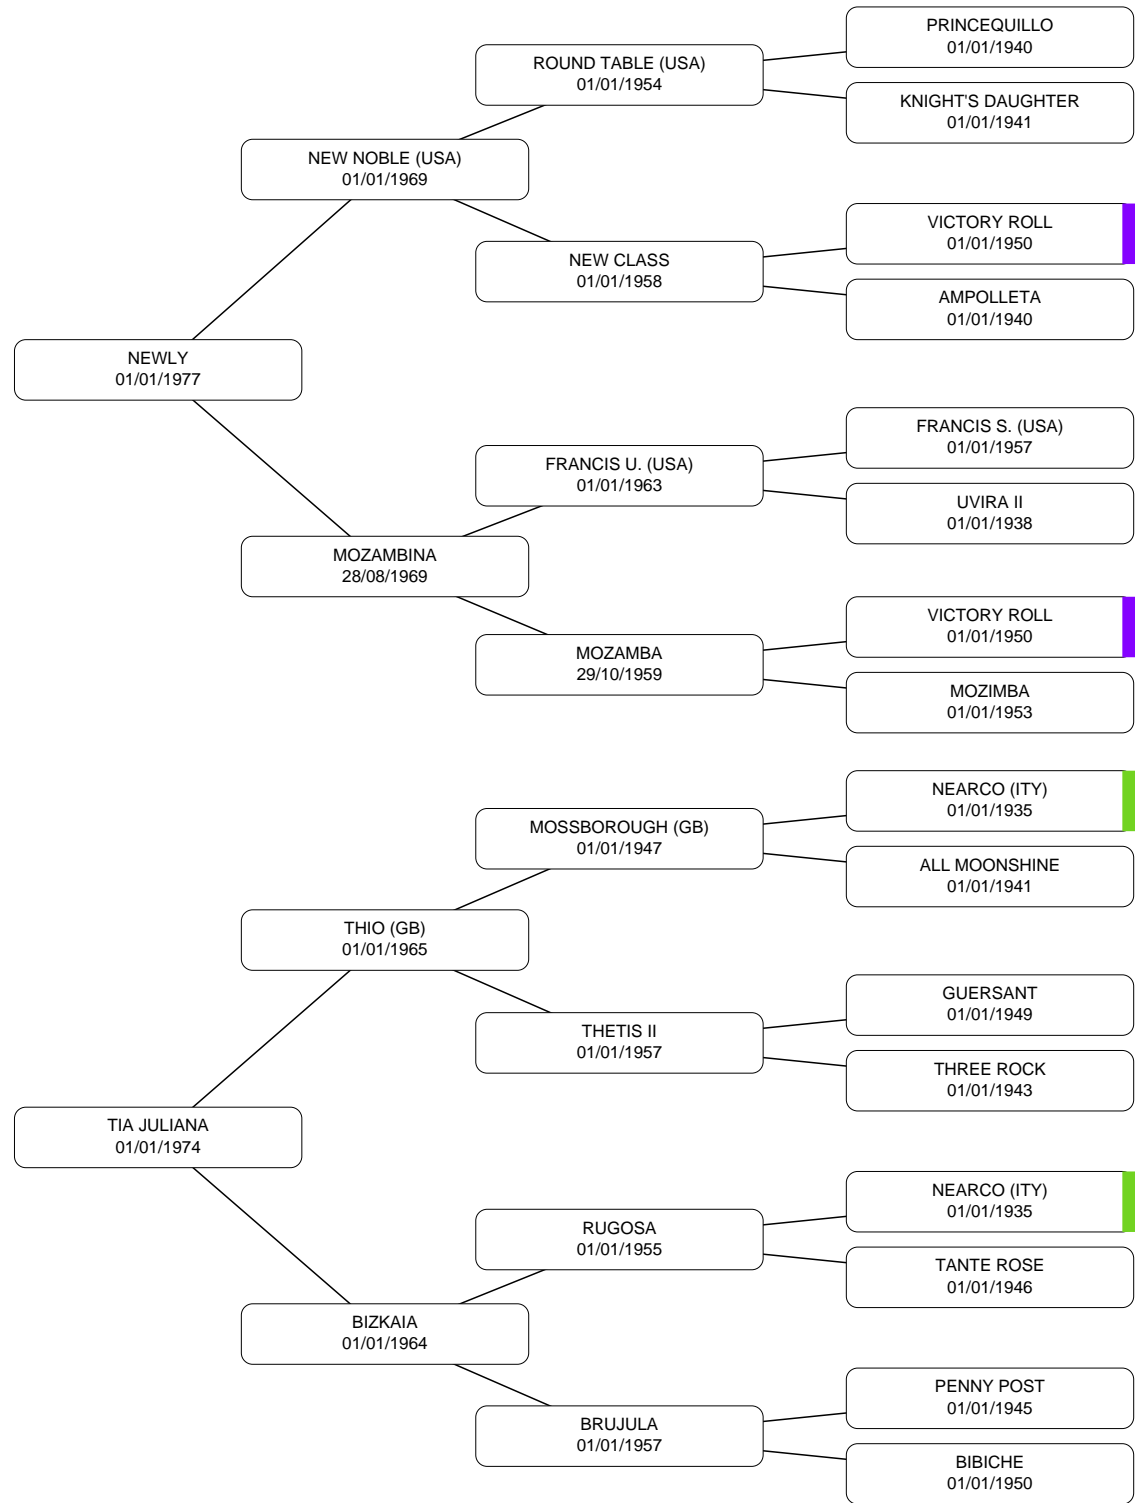 PRINCEQUILLO
01/01/1940
ROUND TABLE (USA)
01/01/1954
KNIGHT'S DAUGHTER
01/01/1941
NEW NOBLE (USA)
01/01/1969
VICTORY ROLL
01/01/1950
NEW CLASS
01/01/1958
AMPOLLETA
01/01/1940
NEWLY
01/01/1977
FRANCIS S. (USA)
01/01/1957
FRANCIS U. (USA)
01/01/1963
UVIRA II
01/01/1938
MOZAMBINA
28/08/1969
VICTORY ROLL
01/01/1950
MOZAMBA
29/10/1959
MOZIMBA
01/01/1953
NEARCO (ITY)
01/01/1935
MOSSBOROUGH (GB)
01/01/1947
ALL MOONSHINE
01/01/1941
THIO (GB)
01/01/1965
GUERSANT
01/01/1949
THETIS II
01/01/1957
THREE ROCK
01/01/1943
TIA JULIANA
01/01/1974
NEARCO (ITY)
01/01/1935
RUGOSA
01/01/1955
TANTE ROSE
01/01/1946
BIZKAIA
01/01/1964
PENNY POST
01/01/1945
BRUJULA
01/01/1957
BIBICHE
01/01/1950